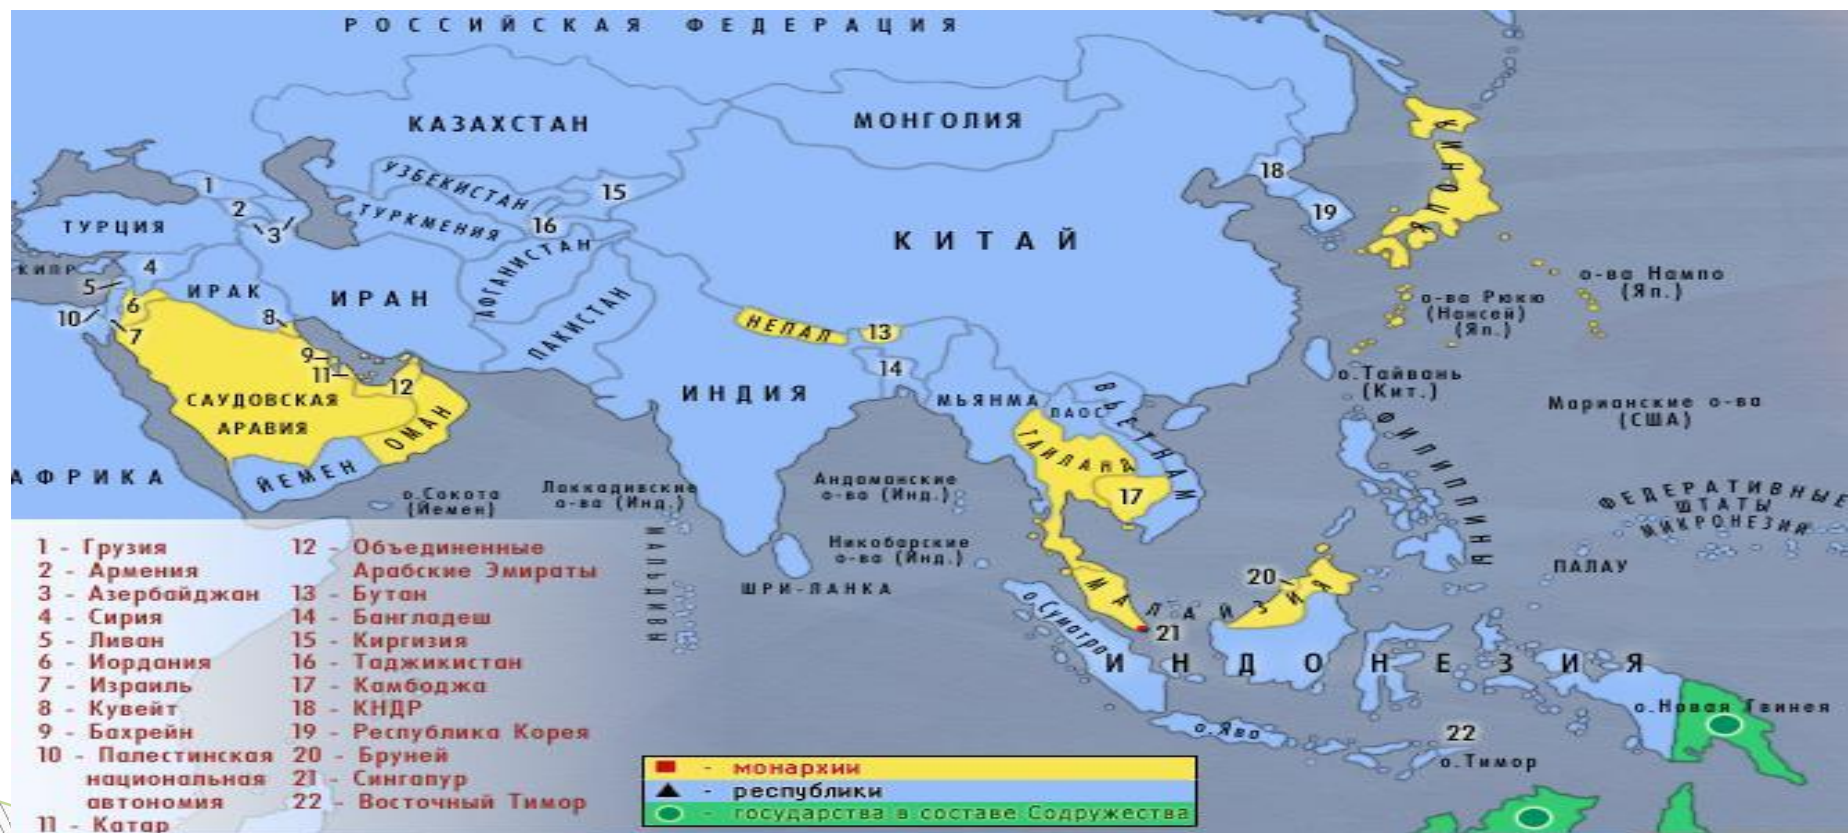 РОССИЙСКАЯ ФЕДЕРАЦИЯ
КАЗАХСТАН
МОНГОЛИЯ
ЯПОНИЯ
УЗБЕКИСТАН
ТУРКМЕНИЯ
1
2
3
15
16
18
19
ТУРЦИЯ
КИТАЙ
КИПР
4
5
6
7
10
ИРАК
ИРАН
АФГАНИСТАН
ПАКИСТАН
8
9
11
12
НЕПАЛ
13
14
о-ва Нампо
(Яп.)
о-ва Рюкю
(Нансей)
(Яп.)
о.Тайвань
(Кит.)
САУДОВСКАЯ
АРАВИЯ
ОМАН
ЙЕМЕН
ИНДИЯ
МЬЯНМА
ЛАОС
ВЬЕТНАМ
ТАИЛАНД
17
Марианские о-ва
(США)
ФИЛИППИНЫ
АФРИКА
о.Сокота
(Йемен)
Лаккадивские
о-ва (Инд.)
Андаманские
о-ва (Инд.)
Никобарские
о-ва (Инд.)
ФЕДЕРАТИВНЫЕ
ШТАТЫ
МИКРОНЕЗИЯ
ПАЛАУ
МАЛЬДИВЫ
ШРИ-ЛАНКА
МАЛАЙЗИЯ
20
21
о.Суматра
ИНДОНЕЗИЯ
о.Новая Гвинея
о.Ява
22
о.Тимор
1 - Грузия
2 - Армения
3 - Азербайджан
4 - Сирия
5 - Ливан
6 - Иордания
7 - Израиль
8 - Кувейт
9 - Бахрейн
10 - Палестинская
национальная
автономия
11 - Катар
12 - Объединенные
Арабские Эмираты
13 - Бутан
14 - Бангладеш
15 - Киргизия
16 - Таджикистан
17 - Камбоджа
18 - КНДР
19 - Республика Корея
20 - Бруней
21 - Сингапур
22 - Восточный Тимор
- монархии
- республики
- государства в составе Содружества